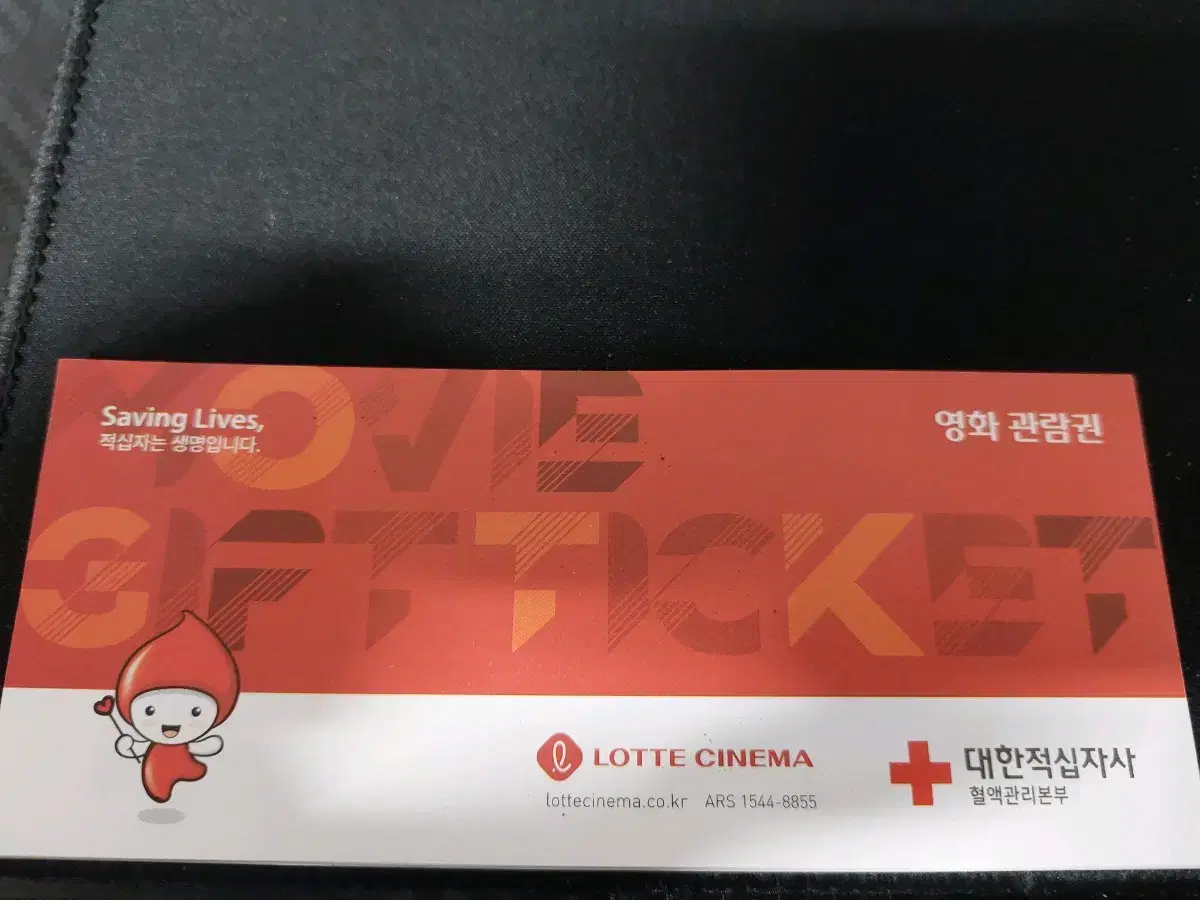 Saving Lives,
적십자는 생명입니다.
영화 관람권
MOVIE
GIFT TICKET
LOTTE CINEMA
lottecinema.co.kr ARS 1544-8855
대한적십자사
혈액관리본부